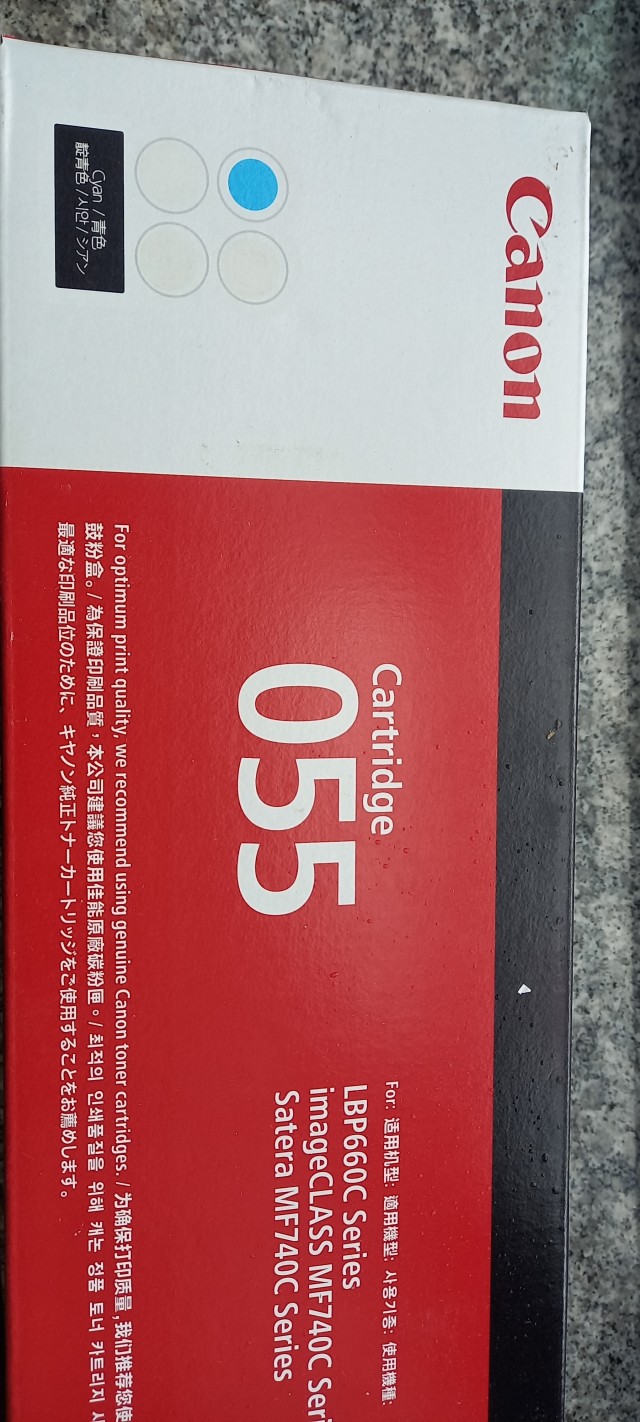 Canon
Cyan / 青色
靛青色 / 시안 / シアン
Cartridge
055
For: 适用机型: 適用機型: 사용기종: 使用機種:
LBP660C Series
imageCLASS MF740C Seri
Satera MF740C Series
For optimum print quality, we recommend using genuine Canon toner cartridges. / 为确保打印质量,我们推荐您使
鼓粉盒。/ 為保證印刷品質,本公司建議您使用佳能原廠碳粉匣。/ 최적의 인쇄품질을 위해 캐논 정품 토너 카트리지 사
最適な印刷品位のために、キヤノン純正トナーカートリッジをご使用することをお薦めします。